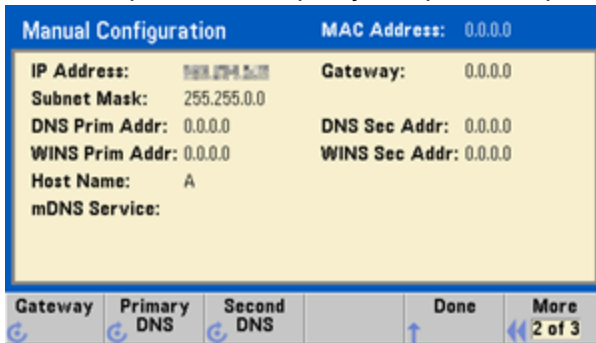 Manual Configuration MAC Address: 0.0.0.0
IP Address: Gateway: 0.0.0.0
Subnet Mask: 255.255.0.0
DNS Prim Addr: 0.0.0.0 DNS Sec Addr: 0.0.0.0
WINS Prim Addr: 0.0.0.0 WINS Sec Addr: 0.0.0.0
Host Name: A
mDNS Service:
Gateway Primary DNS Second DNS Done More 2 of 3